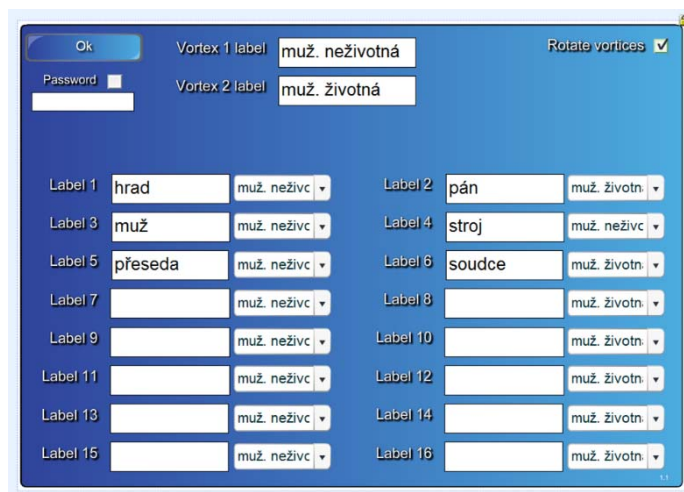 Ok Vortex 1 label muž. neživotná Rotate vortices
Password Vortex 2 label muž. životná
Label 1 hrad muž. neživc Label 2 pán muž. životn
Label 3 muž muž. neživc Label 4 stroj muž. neživc
Label 5 přeseda muž. neživc Label 6 soudce muž. životn
Label 7 muž. neživc Label 8 muž. životn
Label 9 muž. neživc Label 10 muž. životn
Label 11 muž. neživc Label 12 muž. životn
Label 13 muž. neživc Label 14 muž. životn
Label 15 muž. neživc Label 16 muž. životn
1.1